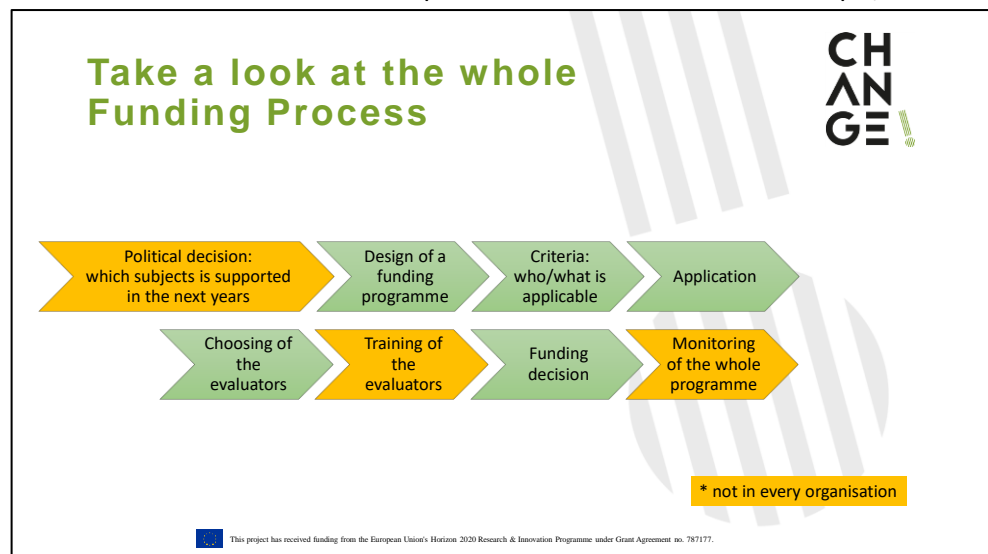 Take a look at the whole
Funding Process
CH
ΛN
GE!
Political decision:
which subjects is supported
in the next years
Design of a
funding
programme
Criteria:
who/what is
applicable
Application
Choosing of
the
evaluators
Training of
the
evaluators
Funding
decision
Monitoring
of the whole
programme
* not in every organisation
This project has received funding from the European Union's Horizon 2020 Research & Innovation Programme under Grant Agreement no. 787177.